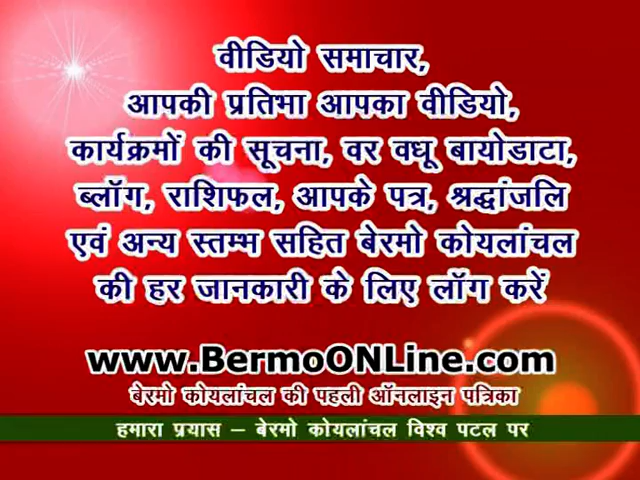 वीडियो समाचार,
आपकी प्रतिभा आपका वीडियो,
कार्यक्रमों की सूचना, वर वधू बायोडाटा,
ब्लॉग, राशिफल, आपके पत्र, श्रद्धांजलि
एवं अन्य स्तम्भ सहित बेरमो कोयलांचल
की हर जानकारी के लिए लॉग करें
www.BermoONLine.com
बेरमो कोयलांचल की पहली ऑनलाइन पत्रिका
हमारा प्रयास – बेरमो कोयलांचल विश्व पटल पर